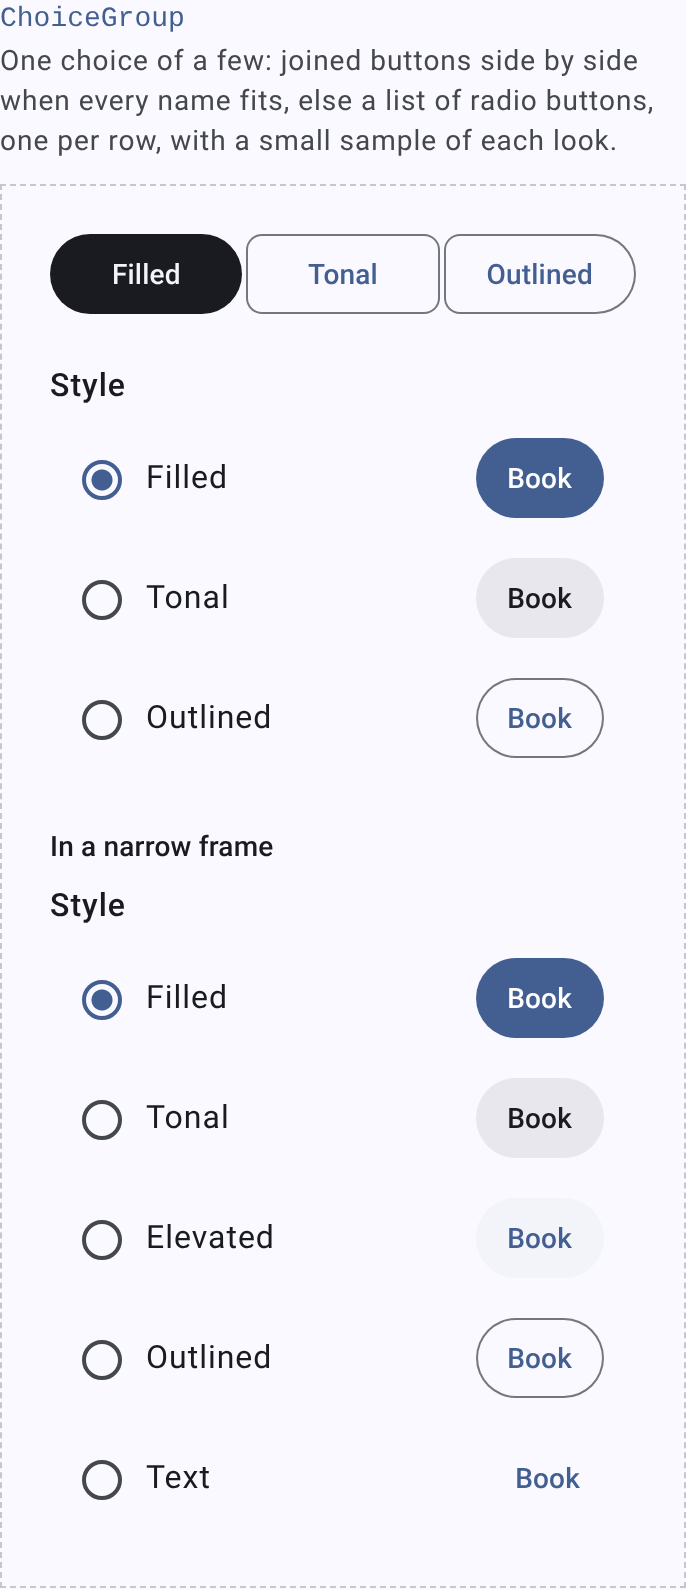 ChoiceGroup
One choice of a few: joined buttons side by side
when every name fits, else a list of radio buttons,
one per row, with a small sample of each look.
Filled Tonal Outlined
Style
Filled Book
Tonal Book
Outlined Book
In a narrow frame
Style
Filled Book
Tonal Book
Elevated Book
Outlined Book
Text Book